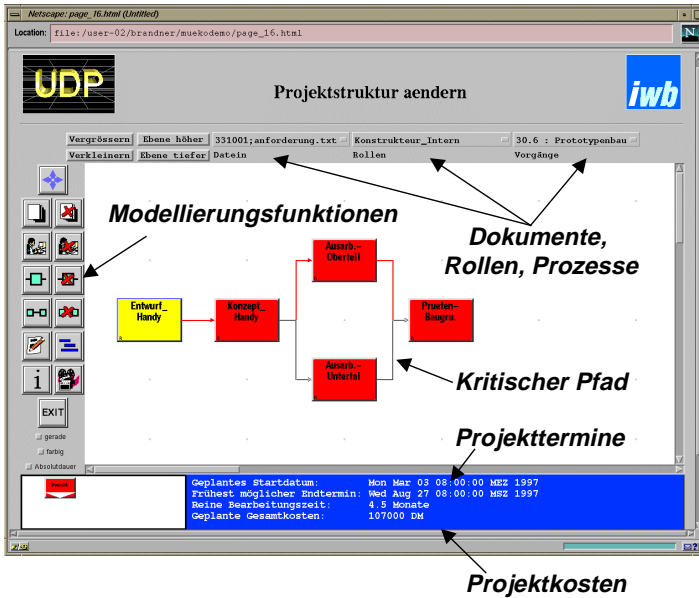 Netscape: page_16.html (Untitled)
Location: file:/user-02/brandner/muekodemo/page_16.html
N
UDP
Projektstruktur aendern
iwb
Vergrössern Ebene höher 331001;anforderung.txt Konstrukteur_Intern 30.6 : Prototypenbau
Verkleinern Ebene tiefer Datein Rollen Vorgänge
Modellierungsfunktionen
Dokumente,
Rollen, Prozesse
Ausarb.-
Oberteil
Entwurf_
Handy
Konzept_
Handy
Pruefen-
Baugru.
Ausarb.-
Unterteil
Kritischer Pfad
i
EXIT
gerade
farbig
Absolutdauer
Projekttermine
Geplantes Startdatum: Mon Mar 03 08:00:00 MEZ 1997
Frühest möglicher Endtermin: Wed Aug 27 08:00:00 MSZ 1997
Reine Bearbeitungszeit: 4.5 Monate
Geplante Gesamtkosten: 107000 DM
Projektkosten